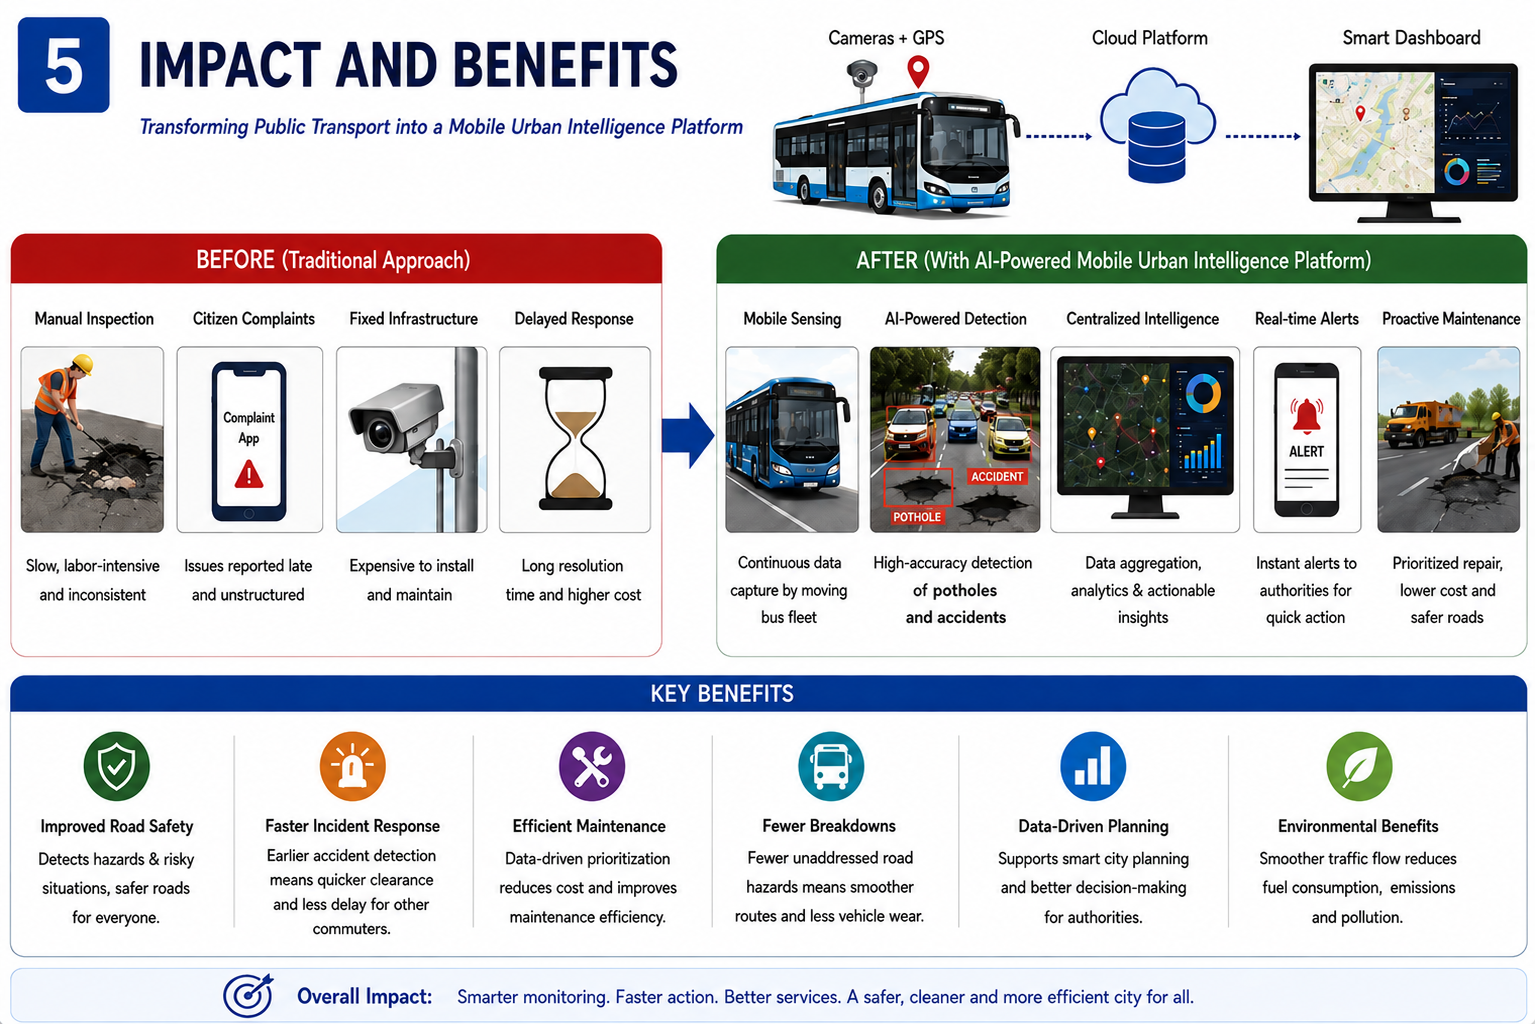 5
IMPACT AND BENEFITS
Transforming Public Transport into a Mobile Urban Intelligence Platform
Cameras + GPS
Cloud Platform
Smart Dashboard
BEFORE (Traditional Approach)
Manual Inspection
Citizen Complaints
Fixed Infrastructure
Delayed Response
Complaint
App
Slow, labor-intensive
and inconsistent
Issues reported late
and unstructured
Expensive to install
and maintain
Long resolution
time and higher cost
AFTER (With AI-Powered Mobile Urban Intelligence Platform)
Mobile Sensing
AI-Powered Detection
Centralized Intelligence
Real-time Alerts
Proactive Maintenance
ACCIDENT
POTHOLE
ALERT
Continuous data
capture by moving
bus fleet
High-accuracy detection
of potholes
and accidents
Data aggregation,
analytics & actionable
insights
Instant alerts to
authorities for
quick action
Prioritized repair,
lower cost and
safer roads
KEY BENEFITS
Improved Road Safety
Detects hazards & risky
situations, safer roads
for everyone.
Faster Incident Response
Earlier accident detection
means quicker clearance
and less delay for other
commuters.
Efficient Maintenance
Data-driven prioritization
reduces cost and improves
maintenance efficiency.
Fewer Breakdowns
Fewer unaddressed road
hazards means smoother
routes and less vehicle wear.
Data-Driven Planning
Supports smart city planning
and better decision-making
for authorities.
Environmental Benefits
Smoother traffic flow reduces
fuel consumption, emissions
and pollution.
Overall Impact: Smarter monitoring. Faster action. Better services. A safer, cleaner and more efficient city for all.